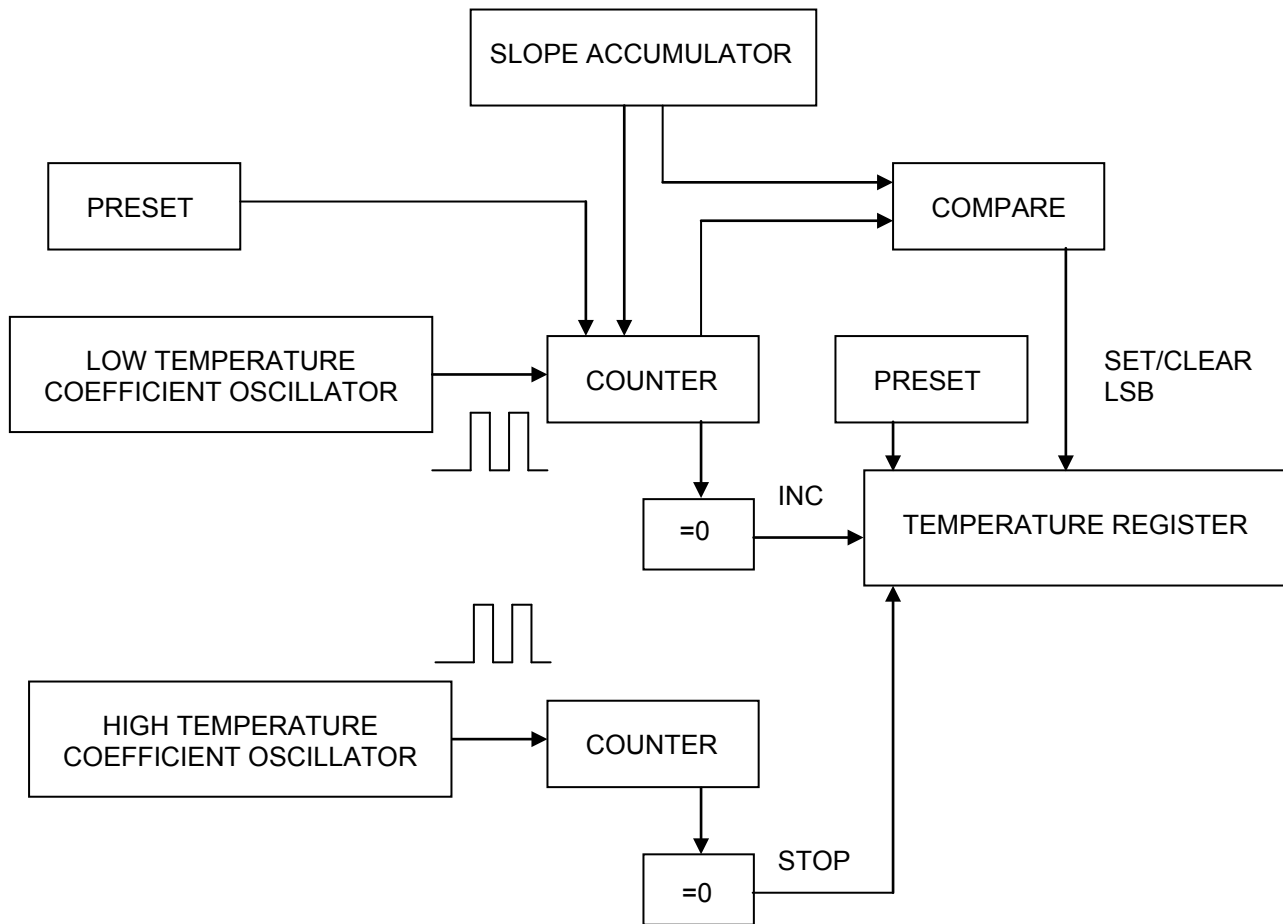 SLOPE ACCUMULATOR
PRESET
COMPARE
LOW TEMPERATURE
COEFFICIENT OSCILLATOR
COUNTER
PRESET
SET/CLEAR
LSB
=0
INC
TEMPERATURE REGISTER
HIGH TEMPERATURE
COEFFICIENT OSCILLATOR
COUNTER
=0
STOP